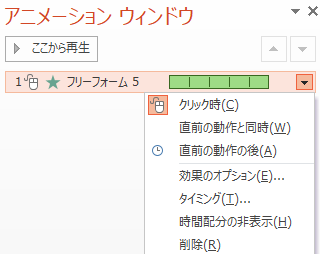 アニメーション ウィンドウ
ここから再生
1 フリーフォーム 5
クリック時(C)
直前の動作と同時(W)
直前の動作の後(A)
効果のオプション(E)...
タイミング(T)...
時間配分の非表示(H)
削除(R)